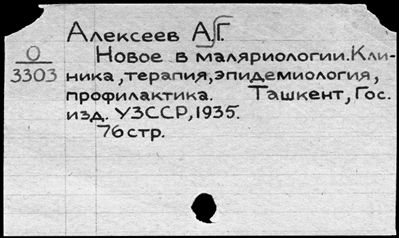 Алексеев А.Г.
О
3303
Новое в маляриологии. Кли-
ника, терапия, эпидемиология,
профилактика. Ташкент, Гос.
изд. УзССР, 1935.
76 стр.